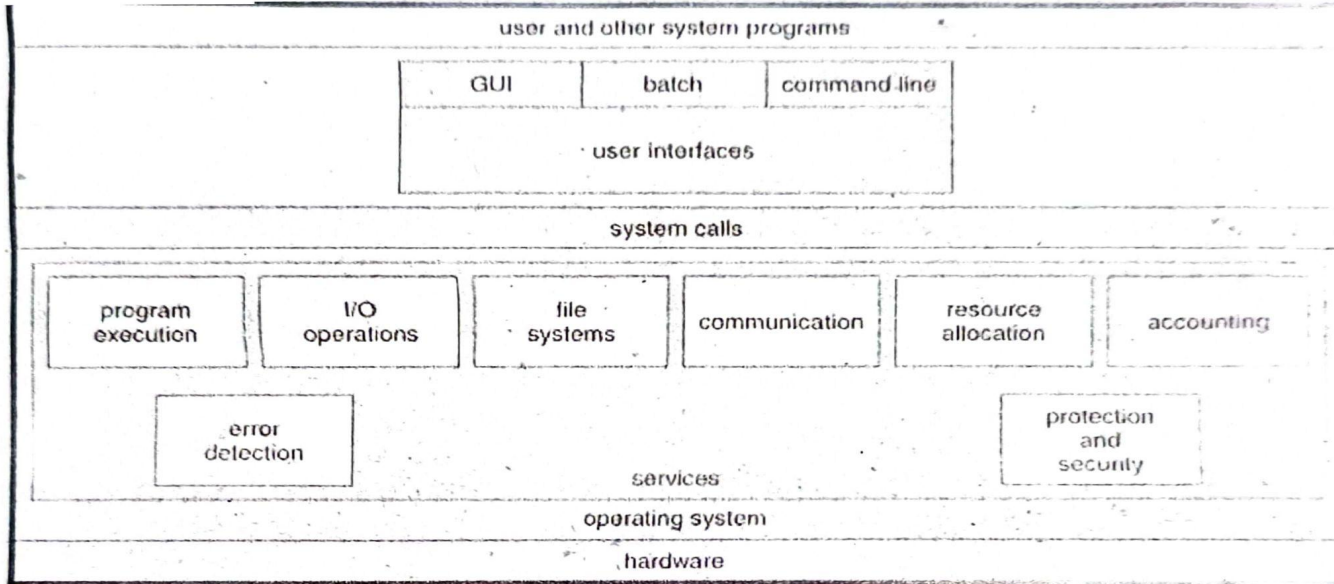 user and other system programs
GUI batch command line
user interfaces
system calls
program
execution
I/O
operations
file
systems
communication
resource
allocation
accounting
error
detection
protection
and
security
services
operating system
hardware